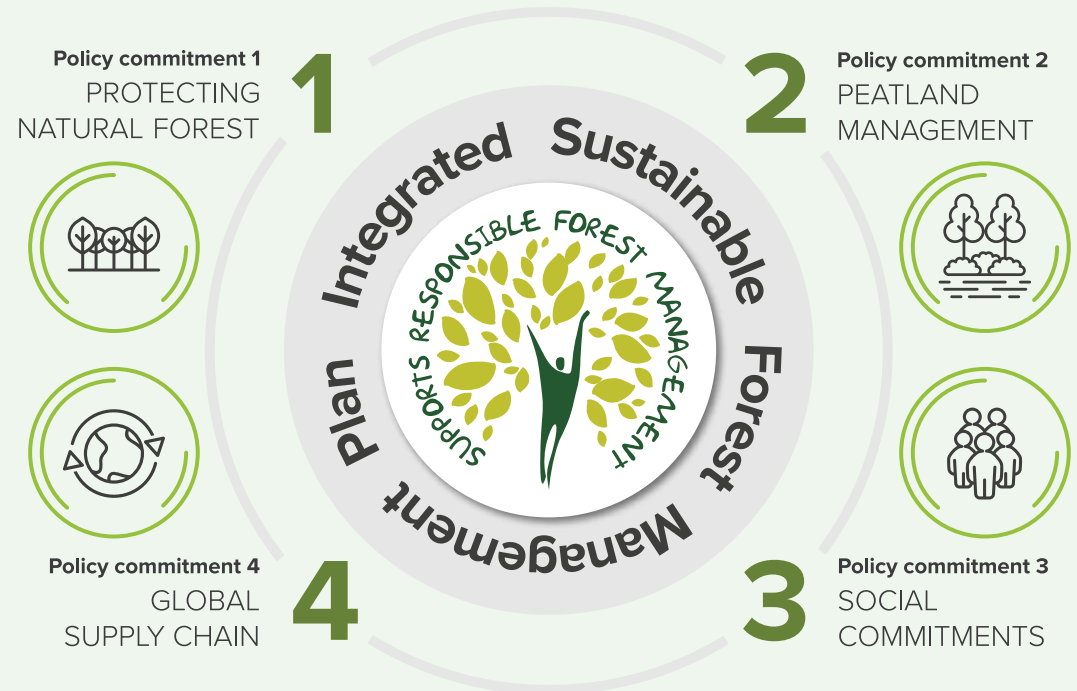 Policy commitment 1
PROTECTING
NATURAL FOREST
1
2
Policy commitment 2
PEATLAND
MANAGEMENT
Integrated Sustainable Forest Management Plan
SUPPORTS RESPONSIBLE FOREST MANAGEMENT
Policy commitment 4
GLOBAL
SUPPLY CHAIN
4
3
Policy commitment 3
SOCIAL
COMMITMENTS